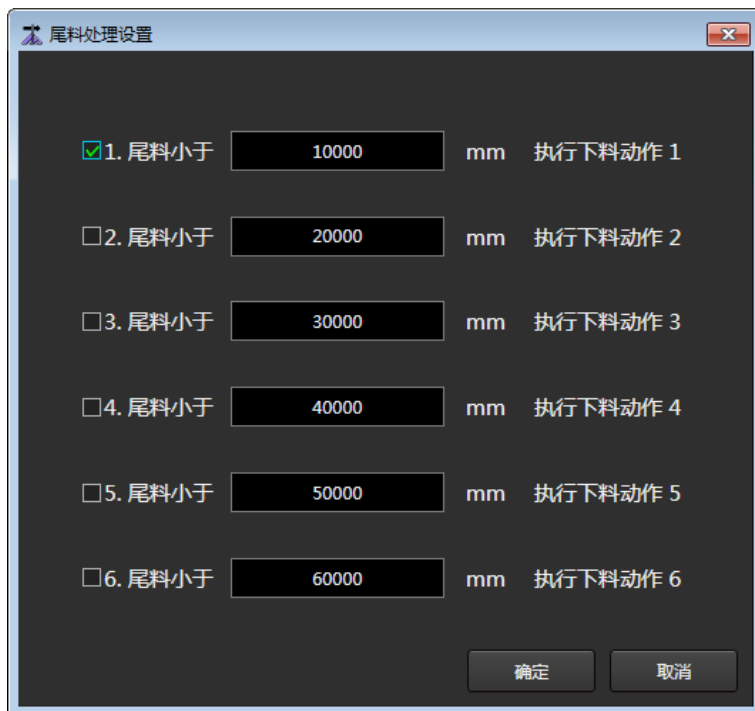 尾料处理设置
1. 尾料小于 10000 mm 执行下料动作 1
2. 尾料小于 20000 mm 执行下料动作 2
3. 尾料小于 30000 mm 执行下料动作 3
4. 尾料小于 40000 mm 执行下料动作 4
5. 尾料小于 50000 mm 执行下料动作 5
6. 尾料小于 60000 mm 执行下料动作 6
确定 取消